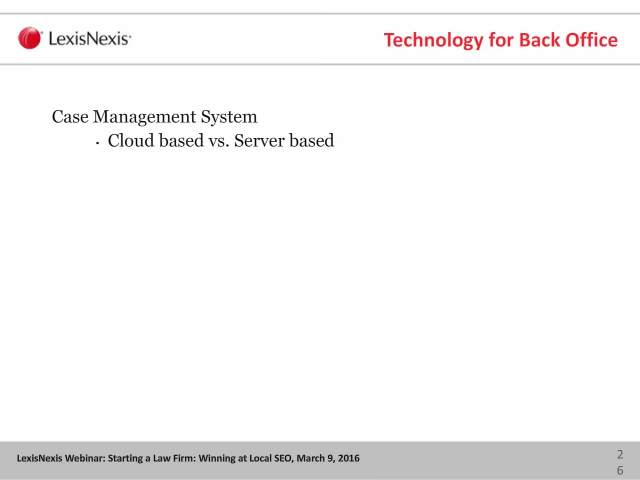 LexisNexis®
Technology for Back Office
Case Management System
• Cloud based vs. Server based
LexisNexis Webinar: Starting a Law Firm: Winning at Local SEO, March 9, 2016
2
6